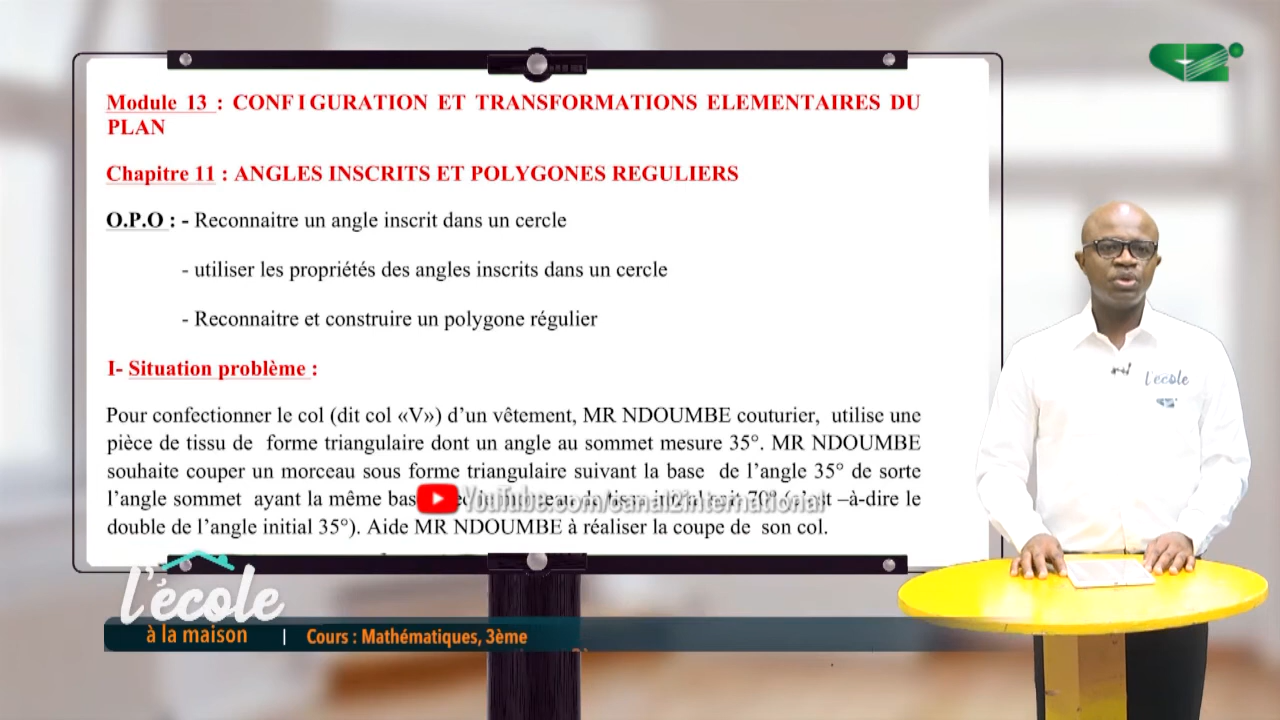 Module 13 : CONFIGURATION ET TRANSFORMATIONS ELEMENTAIRES DU
PLAN
Chapitre 11 : ANGLES INSCRITS ET POLYGONES REGULIERS
O.P.O : - Reconnaitre un angle inscrit dans un cercle
- utiliser les propriétés des angles inscrits dans un cercle
- Reconnaitre et construire un polygone régulier
I- Situation problème :
Pour confectionner le col (dit col «V») d’un vêtement, MR NDOUMBE couturier, utilise une
pièce de tissu de forme triangulaire dont un angle au sommet mesure 35°. MR NDOUMBE
souhaite couper un morceau sous forme triangulaire suivant la base de l’angle 35° de sorte
l’angle sommet ayant la même –à-dire le
YouTube.com/canal2international
double de l’angle initial 35°). Aide MR NDOUMBE à réaliser la coupe de son col.
l'école
l'école
à la maison | Cours : Mathématiques, 3ème